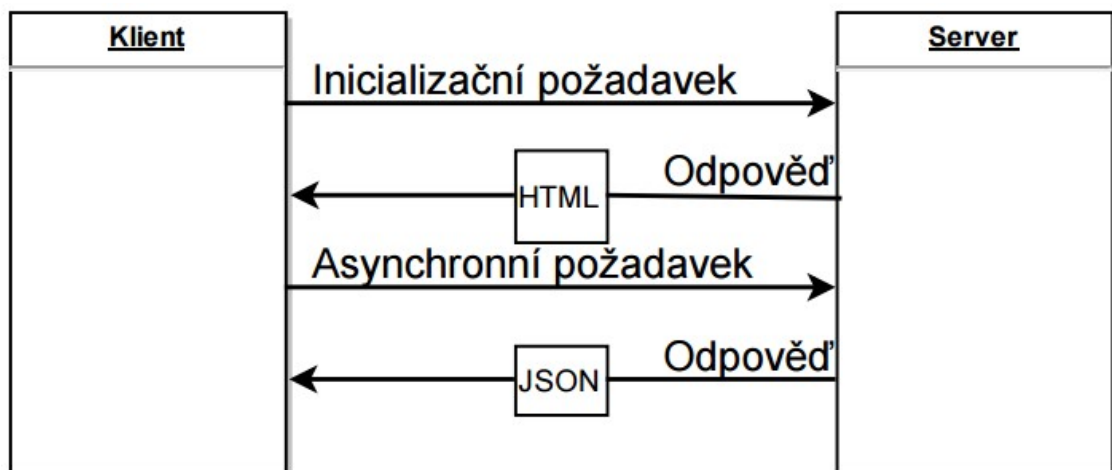 Klient
Server
Inicializační požadavek
Odpověď
HTML
Asynchronní požadavek
Odpověď
JSON